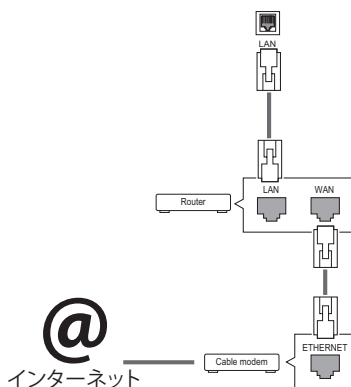 LAN
LAN WAN
Router
ETHERNET
@
Cable modem
インターネット